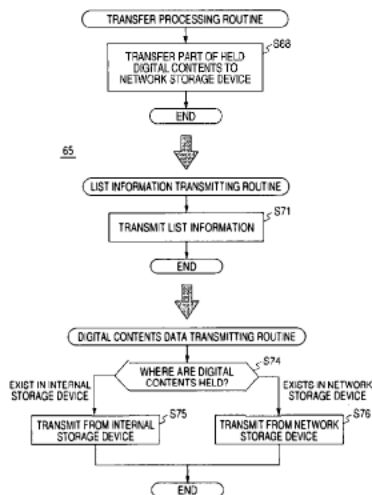 TRANSFER PROCESSING ROUTINE
S68
TRANSFER PART OF HELD
DIGITAL CONTENTS TO
NETWORK STORAGE DEVICE
END
65
LIST INFORMATION TRANSMITTING ROUTINE
S71
TRANSMIT LIST INFORMATION
END
DIGITAL CONTENTS DATA TRANSMITTING ROUTINE
S74
WHERE ARE DIGITAL
CONTENTS HELD?
EXIST IN INTERNAL
STORAGE DEVICE
EXISTS IN NETWORK
STORAGE DEVICE
S75
TRANSMIT FROM INTERNAL
STORAGE DEVICE
S76
TRANSMIT FROM NETWORK
STORAGE DEVICE
END